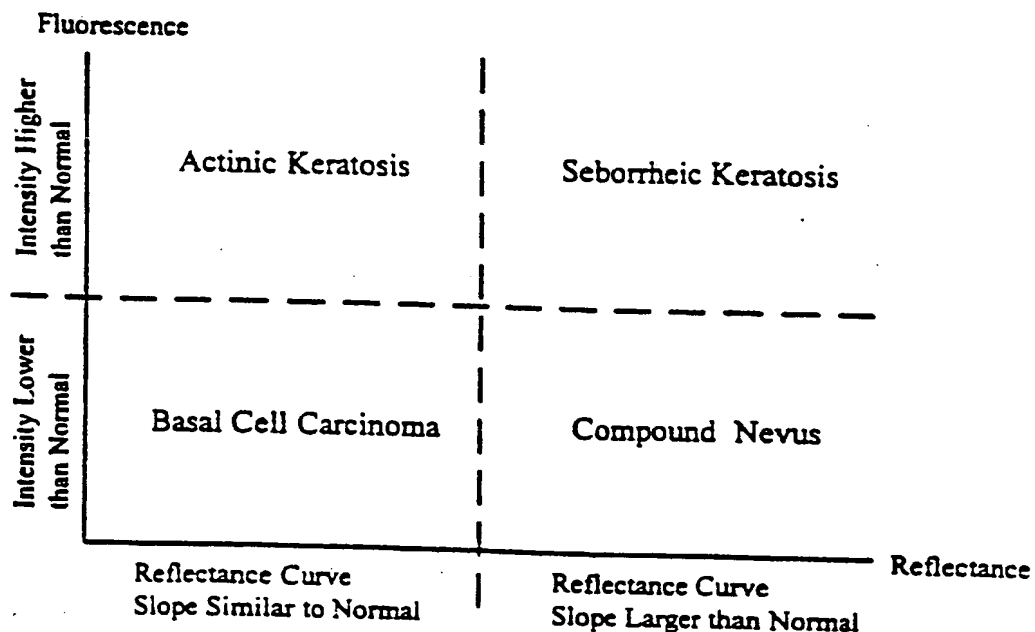 Fluorescence
Intensity Higher
than Normal
Actinic Keratosis
Seborrheic Keratosis
Intensity Lower
than Normal
Basal Cell Carcinoma
Compound Nevus
Reflectance
Reflectance Curve
Slope Similar to Normal
Reflectance Curve
Slope Larger than Normal